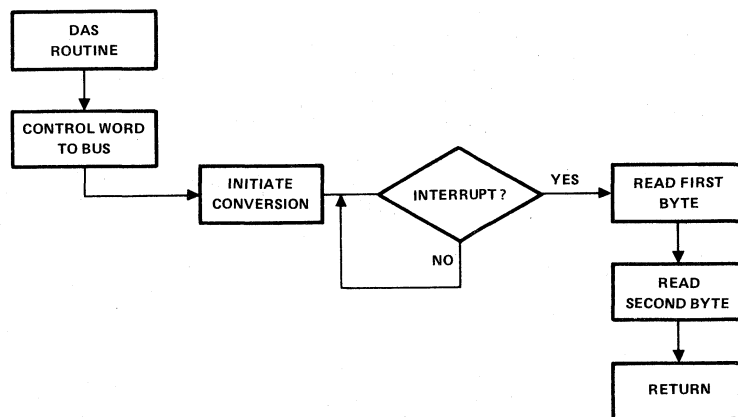 DAS
ROUTINE
CONTROL WORD
TO BUS
INITIATE
CONVERSION
INTERRUPT?
YES
NO
READ FIRST
BYTE
READ
SECOND BYTE
RETURN